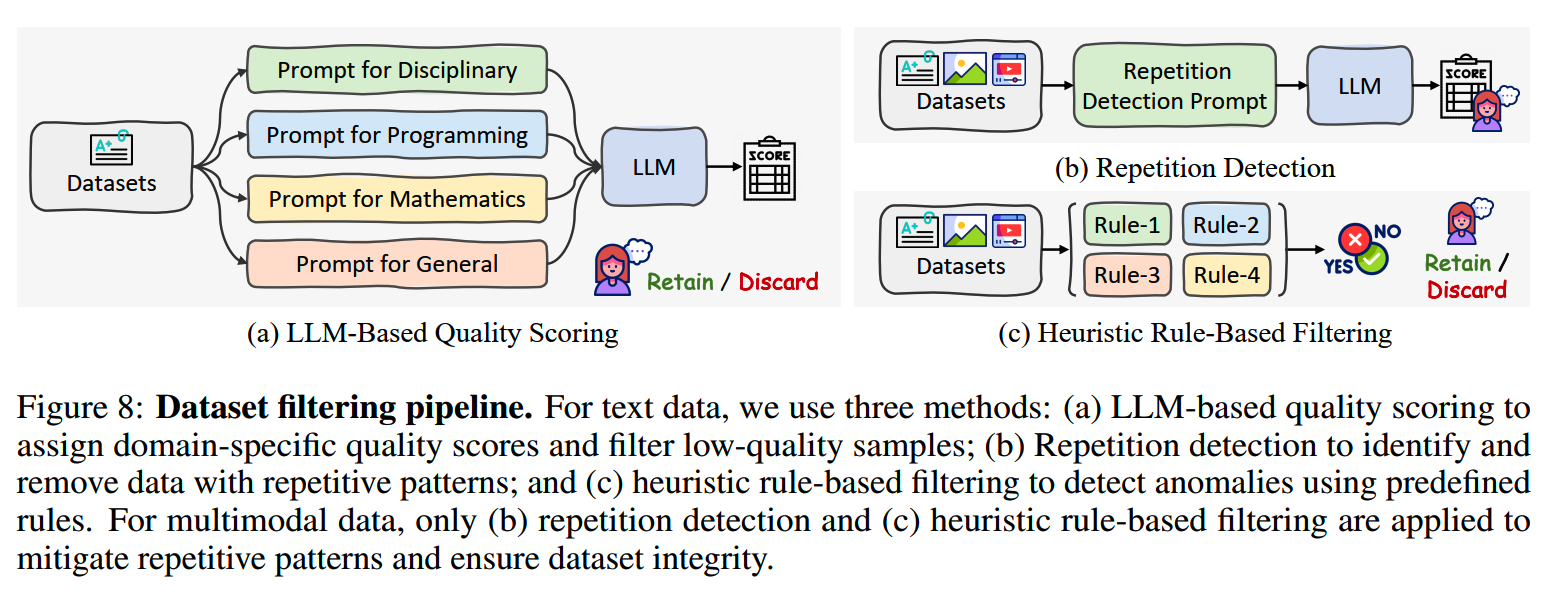 Prompt for Disciplinary
Prompt for Programming
A+
Datasets
Prompt for Mathematics
Prompt for General
LLM
SCORE
Retain / Discard
(a) LLM-Based Quality Scoring
A+
Datasets
Repetition
Detection Prompt
LLM
SCORE
(b) Repetition Detection
A+
Datasets
Rule-1
Rule-2
Rule-3
Rule-4
NO
YES
Retain /
Discard
(c) Heuristic Rule-Based Filtering
Figure 8: Dataset filtering pipeline. For text data, we use three methods: (a) LLM-based quality scoring to
assign domain-specific quality scores and filter low-quality samples; (b) Repetition detection to identify and
remove data with repetitive patterns; and (c) heuristic rule-based filtering to detect anomalies using predefined
rules. For multimodal data, only (b) repetition detection and (c) heuristic rule-based filtering are applied to
mitigate repetitive patterns and ensure dataset integrity.